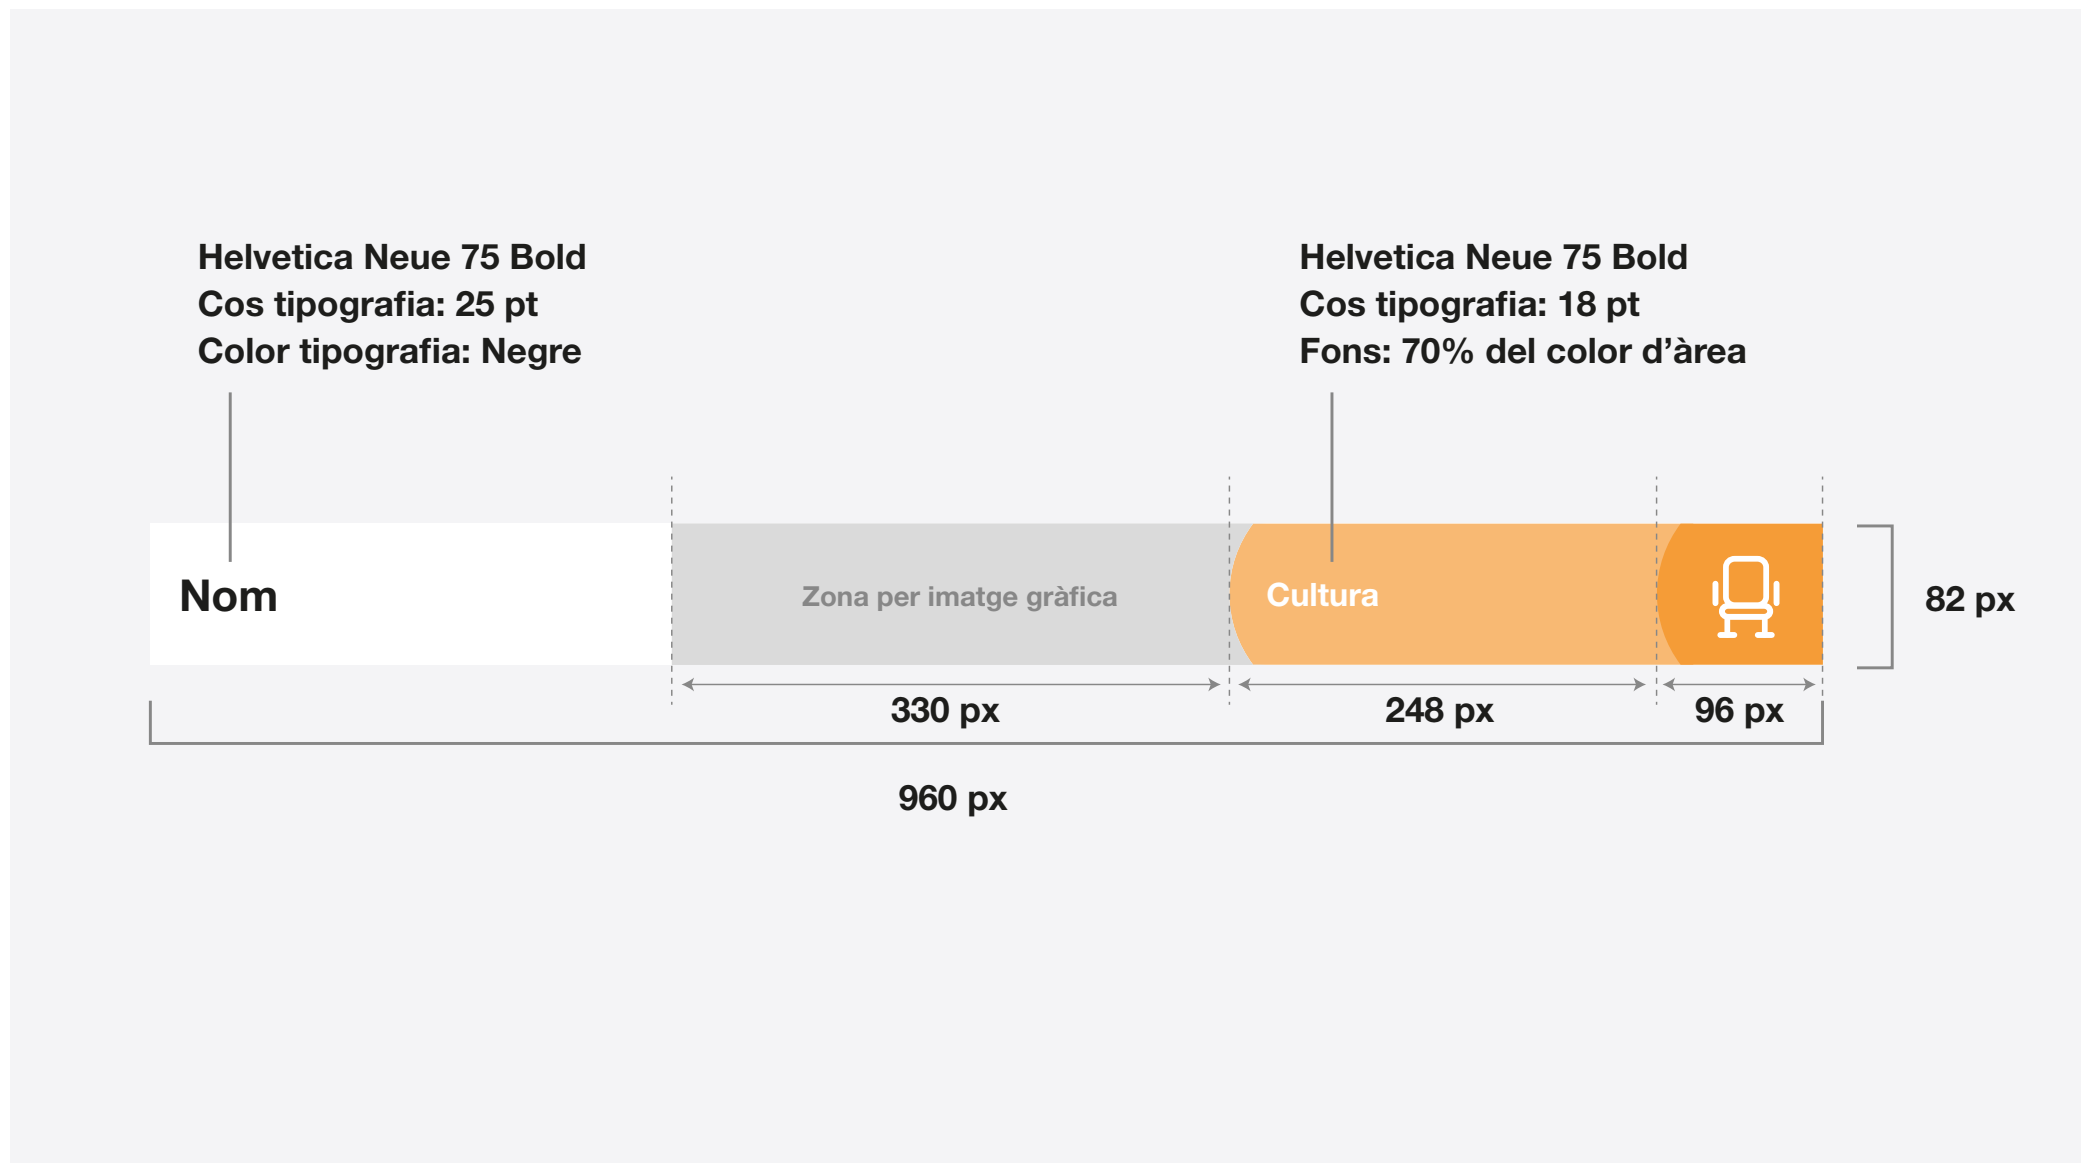 Helvetica Neue 75 Bold
Cos tipografia: 25 pt
Color tipografia: Negre
Helvetica Neue 75 Bold
Cos tipografia: 18 pt
Fons: 70% del color d’àrea
Nom
Zona per imatge gràfica
Cultura
82 px
330 px
248 px
96 px
960 px